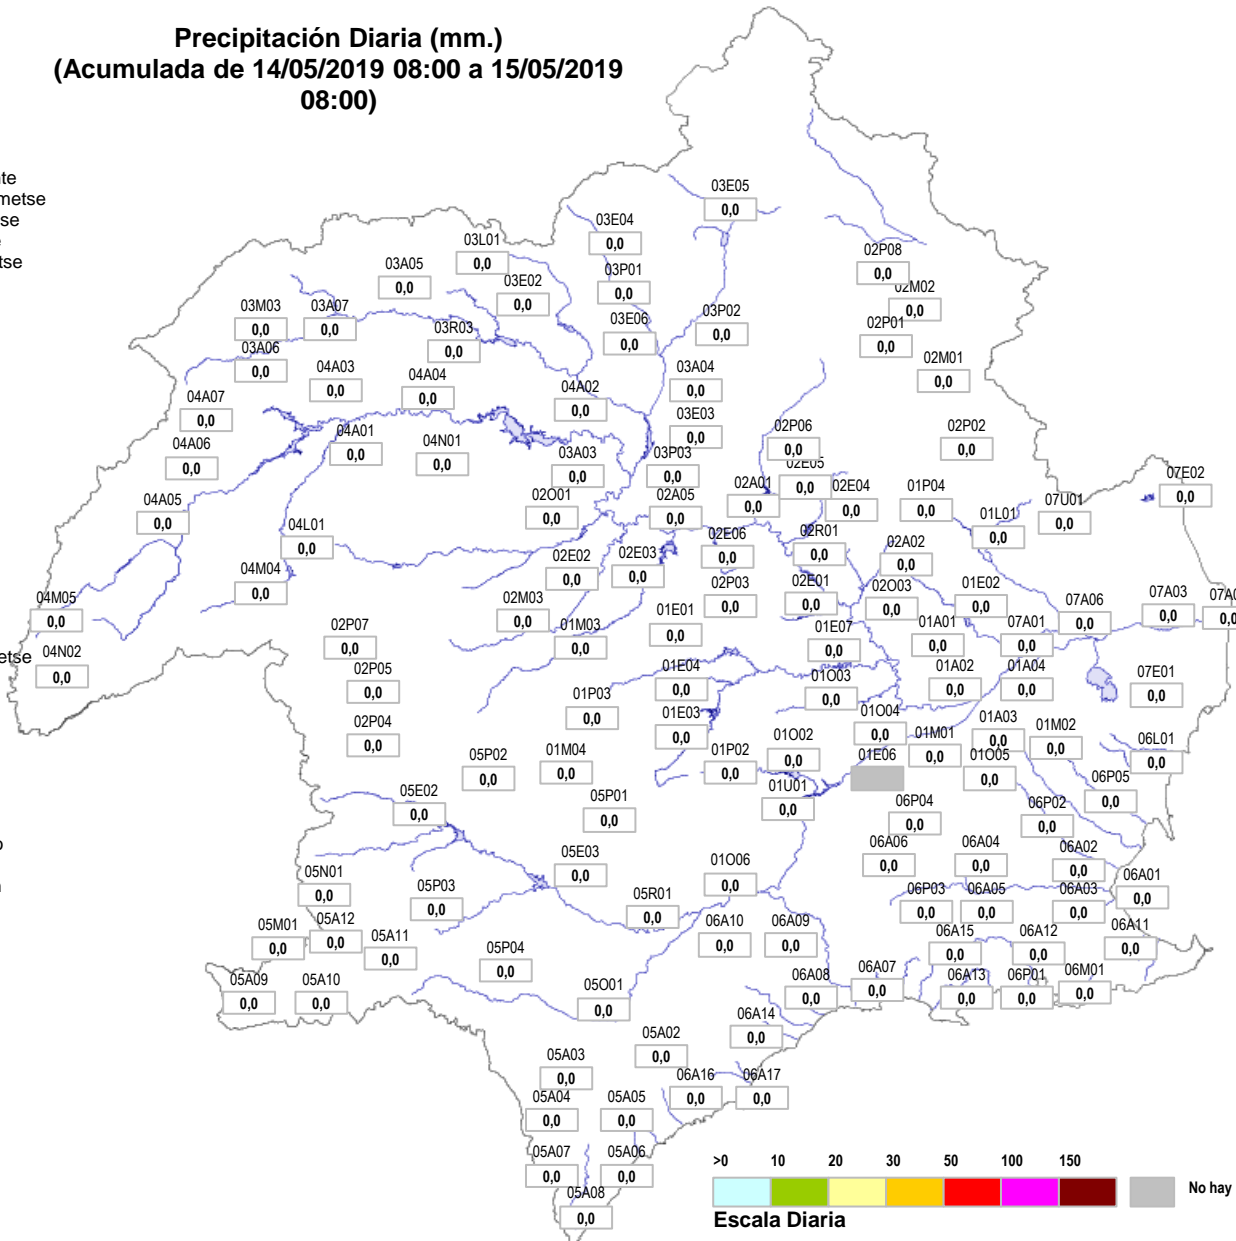 Precipitación Diaria (mm.)
(Acumulada de 14/05/2019 08:00 a 15/05/2019
08:00)
03E05
0,0
03E04
0,0
03L01
0,0
02P08
0,0
03A05
0,0
03P01
0,0
03E02
0,0
02M02
0,0
03M03
0,0
03A07
0,0
03P02
0,0
03E06
0,0
03R03
0,0
02P01
0,0
03A06
0,0
04A03
0,0
04A04
0,0
03A04
0,0
02M01
0,0
04A02
0,0
04A07
0,0
03E03
0,0
04A01
0,0
02P06
0,0
02P02
0,0
04A06
0,0
04N01
0,0
03A03
0,0
03P03
0,0
02E05
0,0
07E02
0,0
02A01
0,0
02E04
0,0
01P04
0,0
04A05
0,0
02O01
0,0
02A05
0,0
07U01
0,0
01L01
0,0
04L01
0,0
02E06
0,0
02R01
0,0
02A02
0,0
02E02
0,0
02E03
0,0
04M04
0,0
02P03
0,0
02E01
0,0
02O03
0,0
01E02
0,0
07A03
0,0
07A0
0,0
04M05
0,0
02M03
0,0
01E01
0,0
07A06
0,0
02P07
0,0
01M03
0,0
01E07
0,0
01A01
0,0
07A01
0,0
etse
04N02
0,0
02P05
0,0
01E04
0,0
01O03
0,0
01A02
0,0
01A04
0,0
07E01
0,0
01P03
0,0
02P04
0,0
01E03
0,0
01O04
0,0
01A03
0,0
01M02
0,0
05P02
0,0
01M04
0,0
01P02
0,0
01O02
0,0
01M01
0,0
06L01
0,0
01E06
01O05
0,0
05E02
0,0
05P01
0,0
01U01
0,0
06P05
0,0
06P04
0,0
06P02
0,0
05E03
0,0
06A06
0,0
06A04
0,0
06A02
0,0
05N01
0,0
05P03
0,0
01O06
0,0
06A01
0,0
05R01
0,0
06P03
0,0
06A05
0,0
06A03
0,0
05M01
0,0
05A12
0,0
05A11
0,0
06A10
0,0
06A09
0,0
06A15
0,0
06A12
0,0
06A11
0,0
05P04
0,0
05A09
0,0
05A10
0,0
05O01
0,0
06A08
0,0
06A07
0,0
06A13
0,0
06P01
0,0
06M01
0,0
06A14
0,0
05A02
0,0
05A03
0,0
06A16
0,0
06A17
0,0
05A04
0,0
05A05
0,0
05A07
0,0
05A06
0,0
05A08
0,0
>0 10 20 30 50 100 150
No hay
Escala Diaria